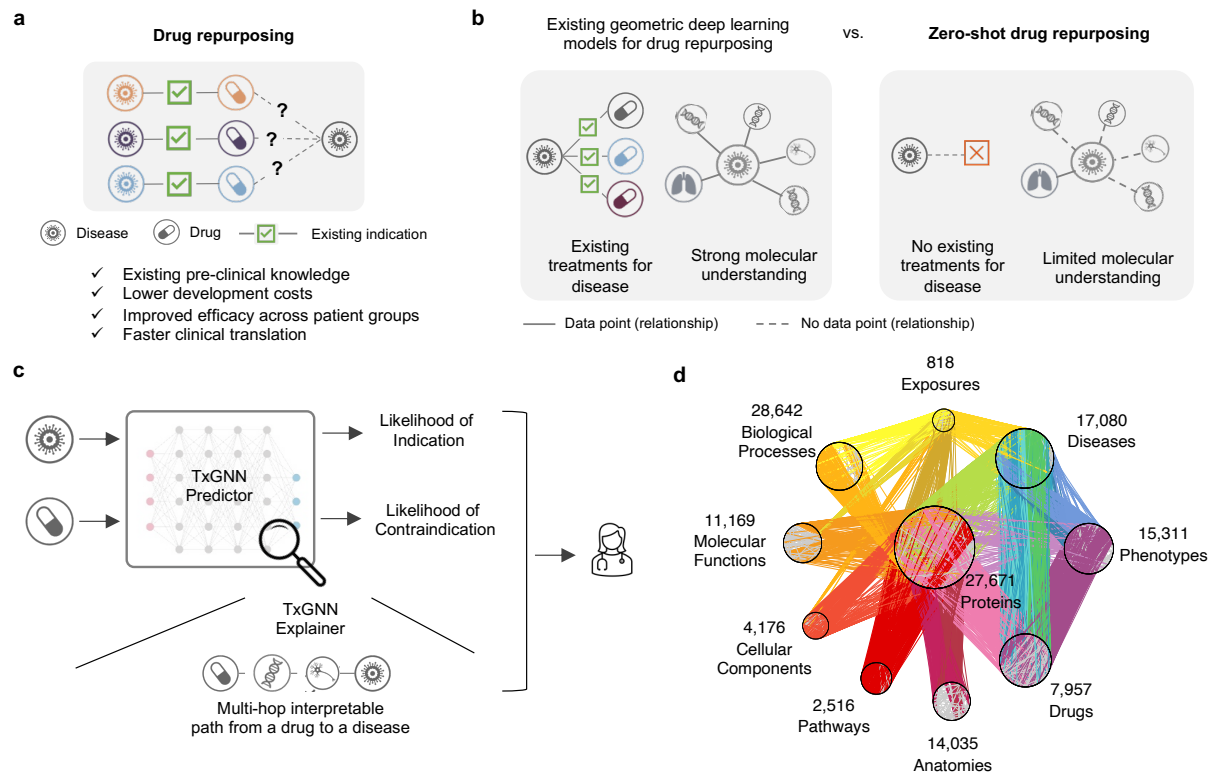 a
Drug repurposing
?
?
?
Disease
Drug
Existing indication
✓ Existing pre-clinical knowledge
✓ Lower development costs
✓ Improved efficacy across patient groups
✓ Faster clinical translation
b
Existing geometric deep learning
models for drug repurposing
vs.
Zero-shot drug repurposing
Existing
treatments for
disease
Strong molecular
understanding
No existing
treatments for
disease
Limited molecular
understanding
Data point (relationship)
No data point (relationship)
c
TxGNN
Predictor
Likelihood of
Indication
Likelihood of
Contraindication
TxGNN
Explainer
Multi-hop interpretable
path from a drug to a disease
d
818
Exposures
28,642
Biological
Processes
17,080
Diseases
11,169
Molecular
Functions
15,311
Phenotypes
27,671
Proteins
4,176
Cellular
Components
2,516
Pathways
7,957
Drugs
14,035
Anatomies